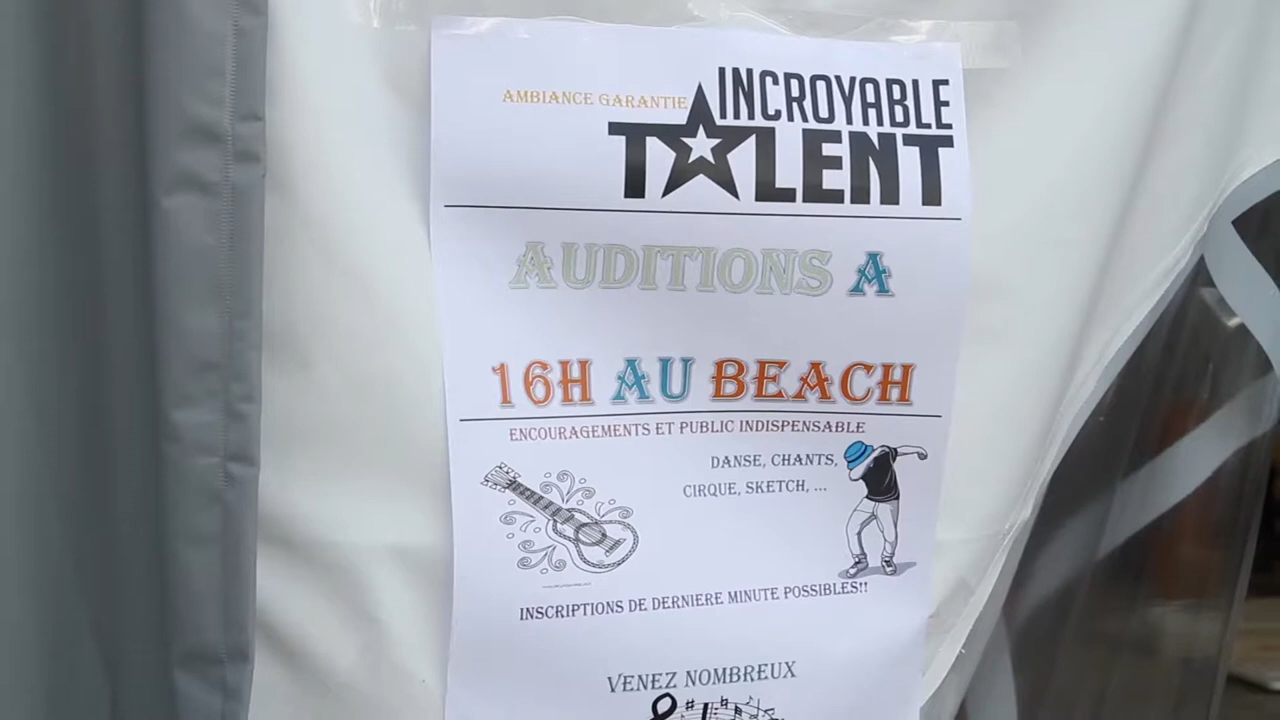 AMBIANCE GARANTIE
INCROYABLE
TALENT
AUDITIONS A
16H AU BEACH
ENCOURAGEMENTS ET PUBLIC INDISPENSABLE
DANSE, CHANTS,
CIRQUE, SKETCH, ...
INSCRIPTIONS DE DERNIERE MINUTE POSSIBLES!!
VENEZ NOMBREUX